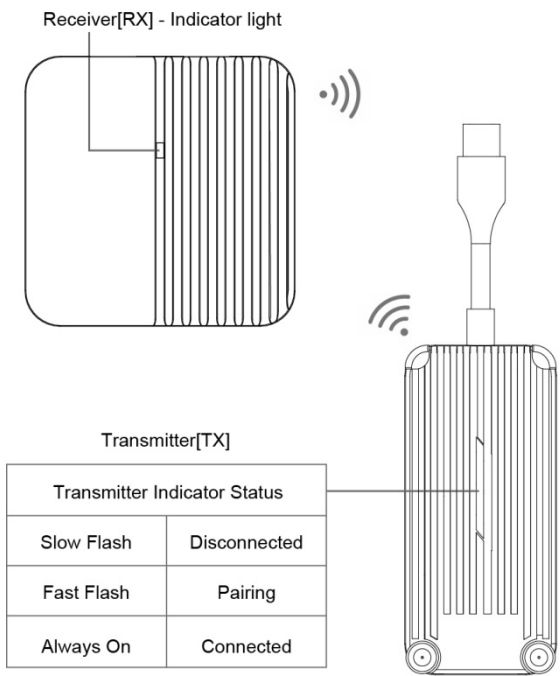 Receiver[RX] - Indicator light
Transmitter[TX]
Transmitter Indicator Status
Slow Flash Disconnected
Fast Flash Pairing
Always On Connected